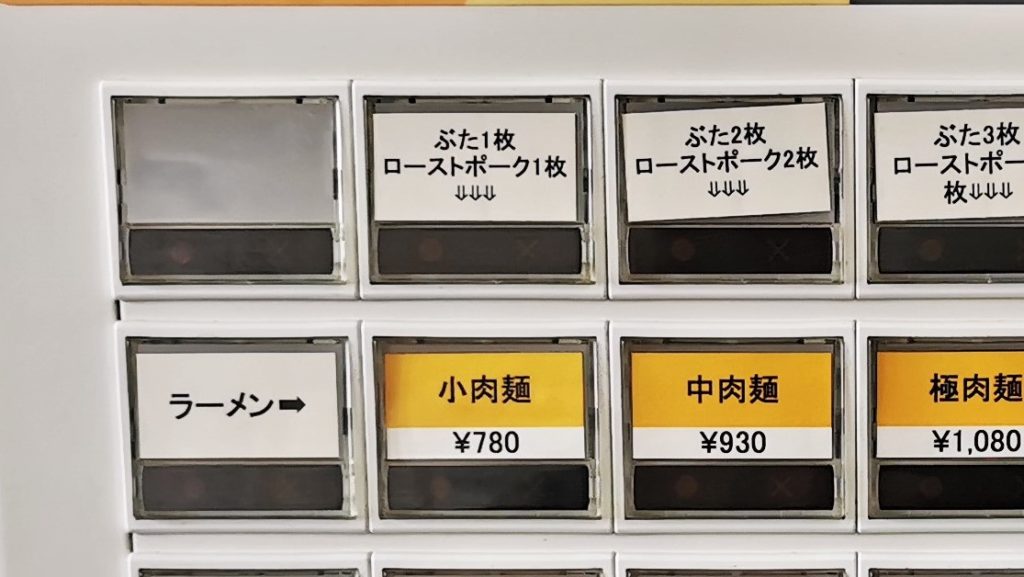 ぶた1枚
ローストポーク1枚
⇓⇓⇓
ぶた2枚
ローストポーク2枚
⇓⇓⇓
ぶた3枚
ローストポー
枚⇓⇓⇓
ラーメン➡
小肉麺
¥780
中肉麺
¥930
極肉麺
¥1,080